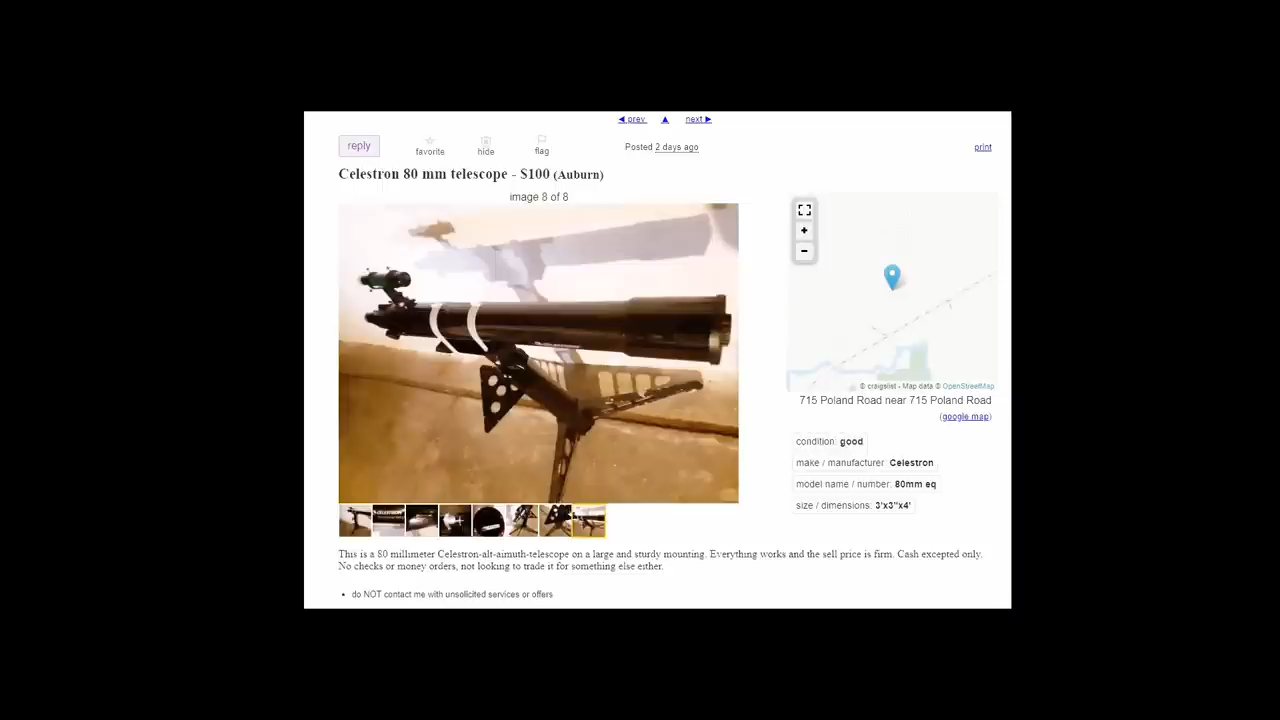 ◀ prev ▲ next ▶
reply favorite hide flag Posted 2 days ago print
Celestron 80 mm telescope - $100 (Auburn)
image 8 of 8
+
−
© craigslist - Map data © OpenStreetMap
715 Poland Road near 715 Poland Road
(google map)
condition: good
make / manufacturer: Celestron
model name / number: 80mm eq
size / dimensions: 3'x3"x4'
This is a 80 millimeter Celestron-alt-aimuth-telescope on a large and sturdy mounting. Everything works and the sell price is firm. Cash excepted only.
No checks or money orders, not looking to trade it for something else either.
• do NOT contact me with unsolicited services or offers